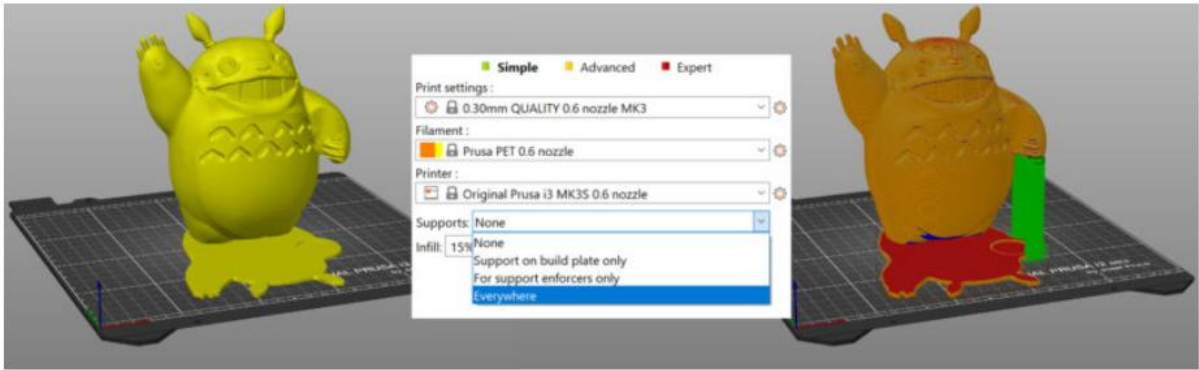 Simple Advanced Expert
Print settings :
0.30mm QUALITY 0.6 nozzle MK3
Filament :
Prusa PET 0.6 nozzle
Printer :
Original Prusa i3 MK3S 0.6 nozzle
Supports: None
None
Infill: 15%
Support on build plate only
For support enforcers only
Everywhere